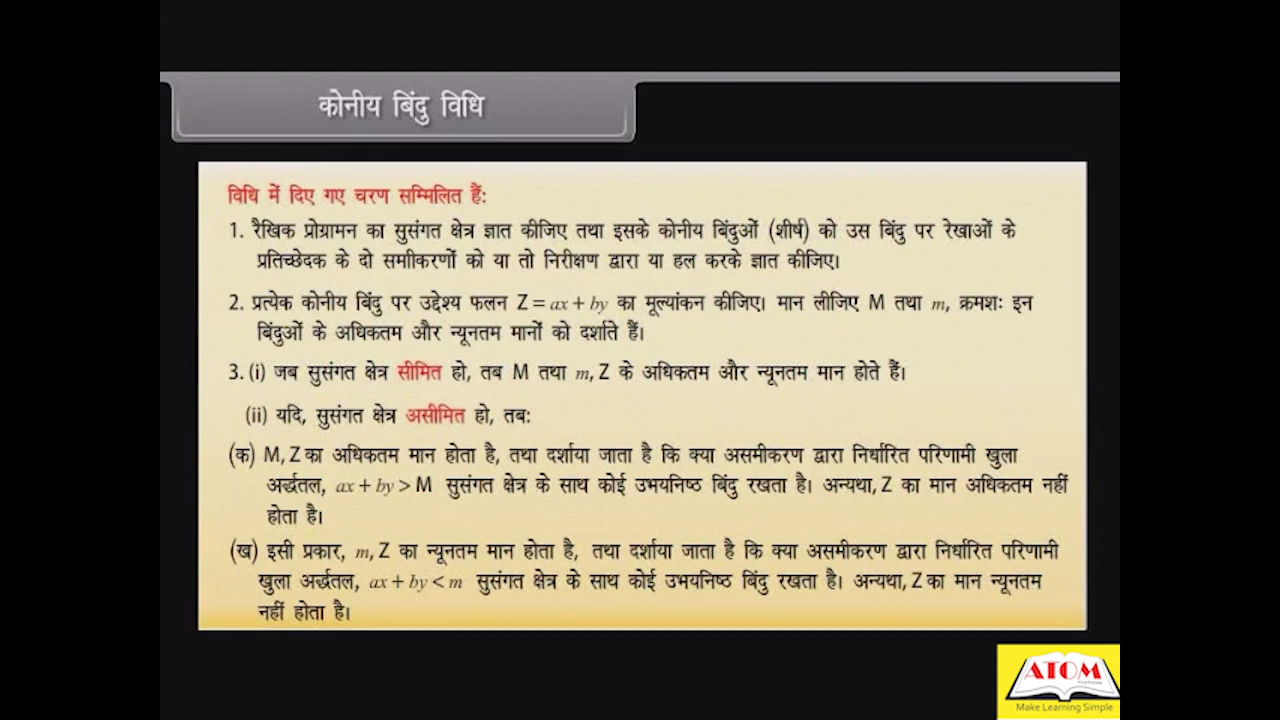 कोनीय बिंदु विधि
विधि में दिए गए चरण सम्मिलित हैं:
1. रैखिक प्रोग्रामन का सुसंगत क्षेत्र ज्ञात कीजिए तथा इसके कोनीय बिंदुओं (शीर्ष) को उस बिंदु पर रेखाओं के
प्रतिच्छेदक के दो समाीकरणों को या तो निरीक्षण द्वारा या हल करके ज्ञात कीजिए।
2. प्रत्येक कोनीय बिंदु पर उद्देश्य फलन Z = ax + by का मूल्यांकन कीजिए। मान लीजिए M तथा m, क्रमशः इन
बिंदुओं के अधिकतम और न्यूनतम मानों को दर्शाते हैं।
3. (i) जब सुसंगत क्षेत्र सीमित हो, तब M तथा m, Z के अधिकतम और न्यूनतम मान होते हैं।
(ii) यदि, सुसंगत क्षेत्र असीमित हो, तब:
(क) M, Z का अधिकतम मान होता है, तथा दर्शाया जाता है कि क्या असमीकरण द्वारा निर्धारित परिणामी खुला
अर्द्धतल, ax + by > M सुसंगत क्षेत्र के साथ कोई उभयनिष्ठ बिंदु रखता है। अन्यथा, Z का मान अधिकतम नहीं
होता है।
(ख) इसी प्रकार, m, Z का न्यूनतम मान होता है, तथा दर्शाया जाता है कि क्या असमीकरण द्वारा निर्धारित परिणामी
खुला अर्द्धतल, ax + by < m सुसंगत क्षेत्र के साथ कोई उभयनिष्ठ बिंदु रखता है। अन्यथा, Z का मान न्यूनतम
नहीं होता है।
ATOM
Make Learning Simple